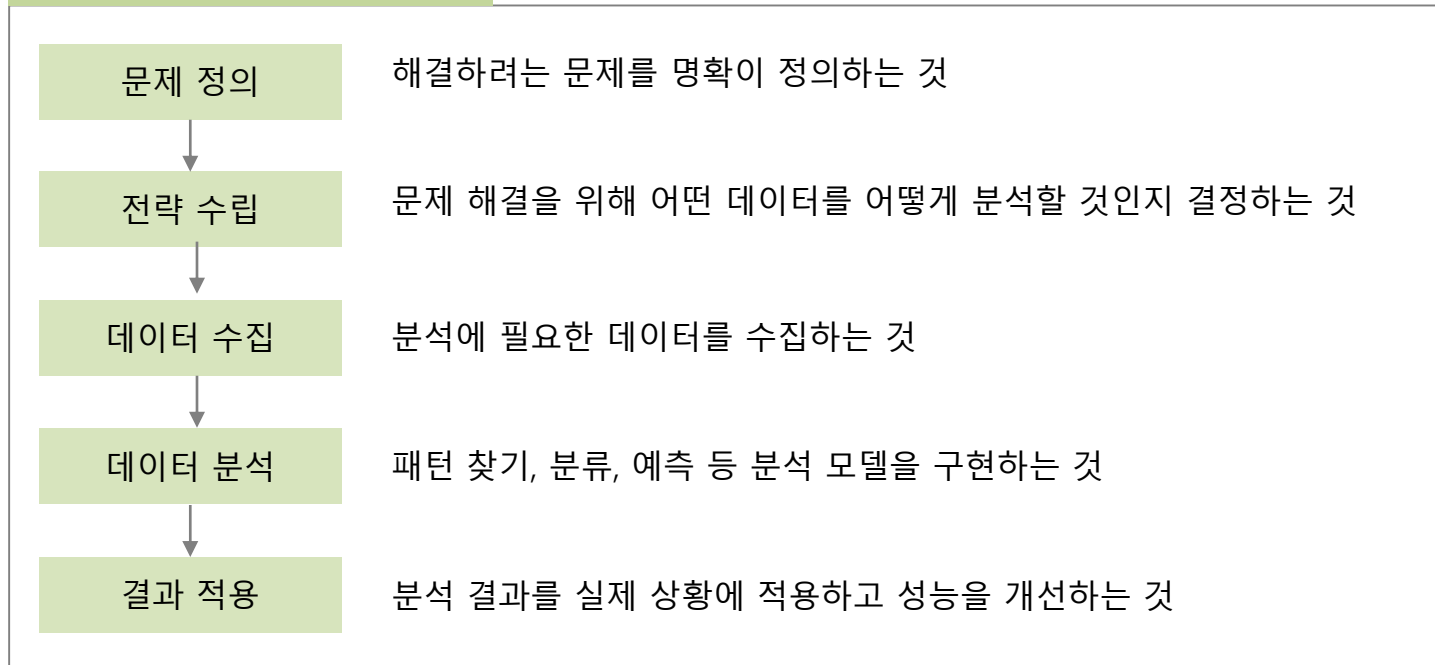 문제 정의
해결하려는 문제를 명확이 정의하는 것
전략 수립
문제 해결을 위해 어떤 데이터를 어떻게 분석할 것인지 결정하는 것
데이터 수집
분석에 필요한 데이터를 수집하는 것
데이터 분석
패턴 찾기, 분류, 예측 등 분석 모델을 구현하는 것
결과 적용
분석 결과를 실제 상황에 적용하고 성능을 개선하는 것